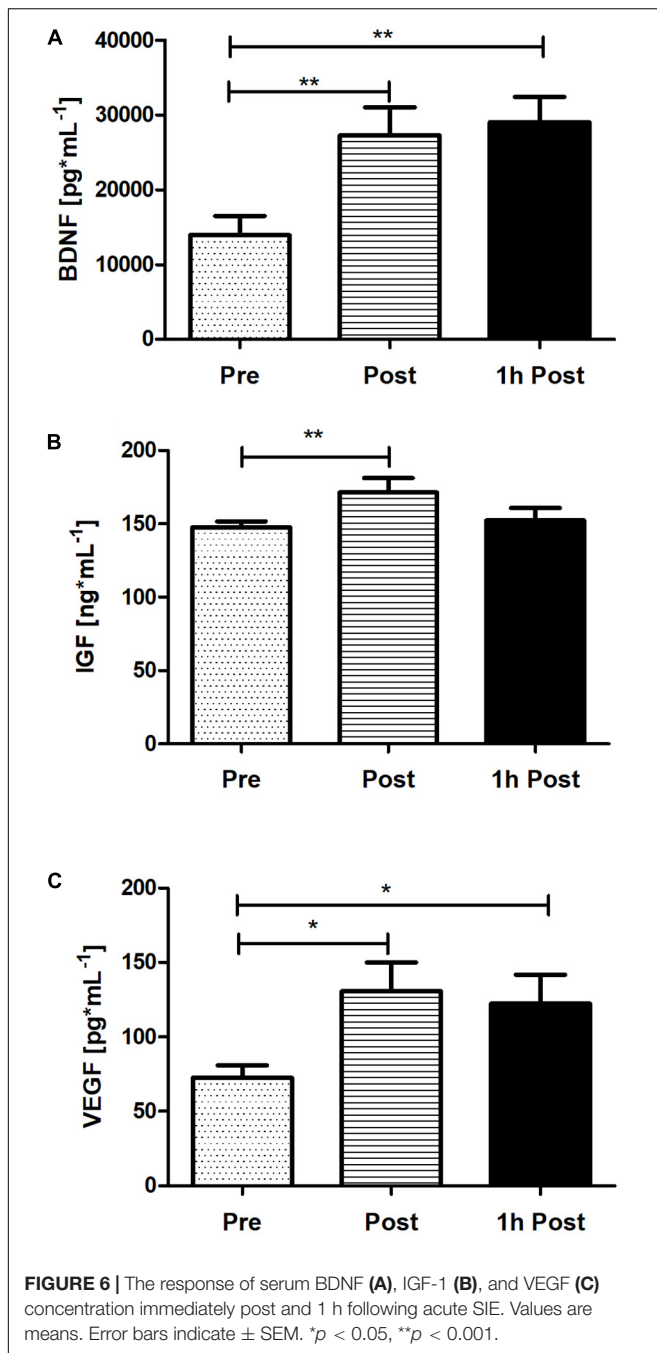 A
**
**
40000
30000
20000
10000
0
BDNF [pg*mL-1]
Pre Post 1h Post
B
**
200
150
100
50
0
IGF [ng*mL-1]
Pre Post 1h Post
C
*
*
200
150
100
50
0
VEGF [pg*mL-1]
Pre Post 1h Post
FIGURE 6 | The response of serum BDNF (A), IGF-1 (B), and VEGF (C)
concentration immediately post and 1 h following acute SIE. Values are
means. Error bars indicate ± SEM. *p < 0.05, **p < 0.001.